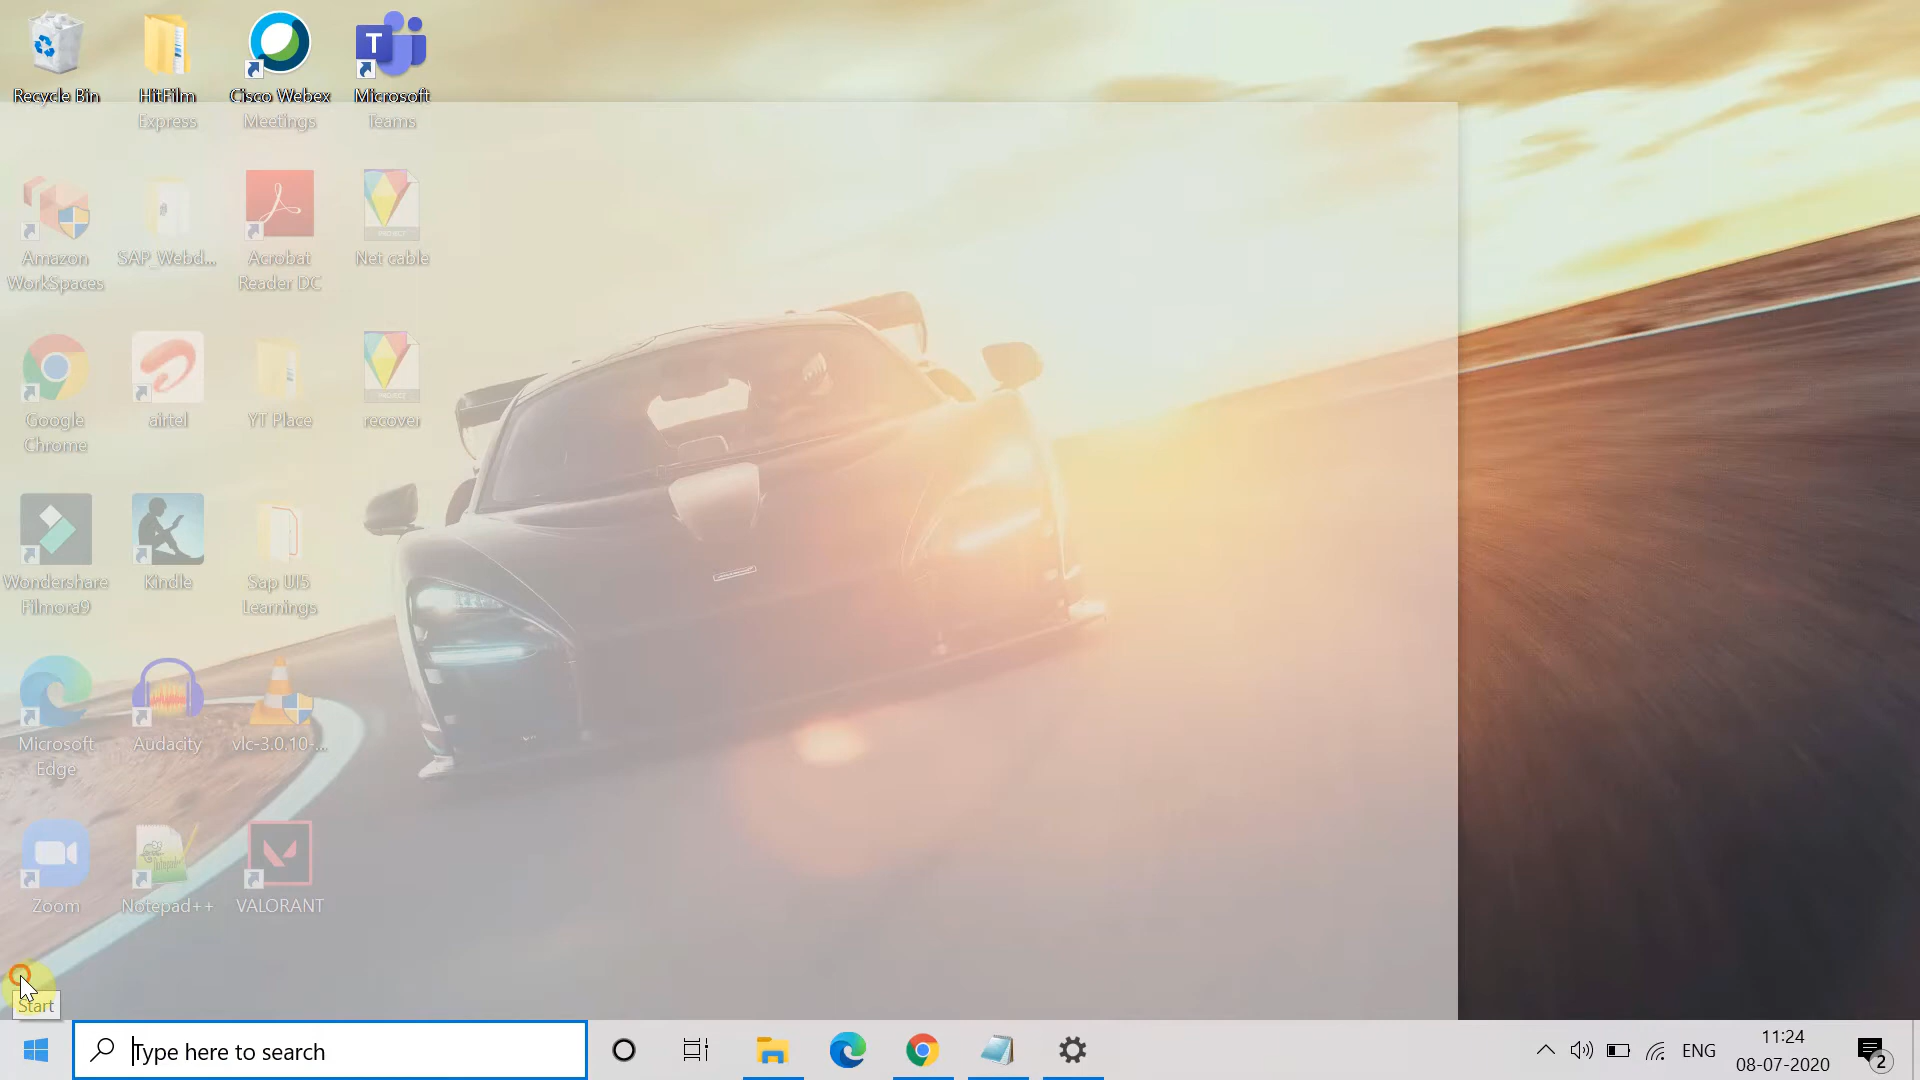 Recycle Bin
HitFilm
Express
Cisco Webex
Meetings
Microsoft
Teams
Amazon
WorkSpaces
SAP_Webd...
Acrobat
Reader DC
Net cable
Google
Chrome
airtel
YT Place
recover
Wondershare
Filmora9
Kindle
Sap UI5
Learnings
Microsoft
Edge
Audacity
vlc-3.0.10-...
Zoom
Notepad++
VALORANT
Start
Type here to search
ENG
11:24
08-07-2020
2